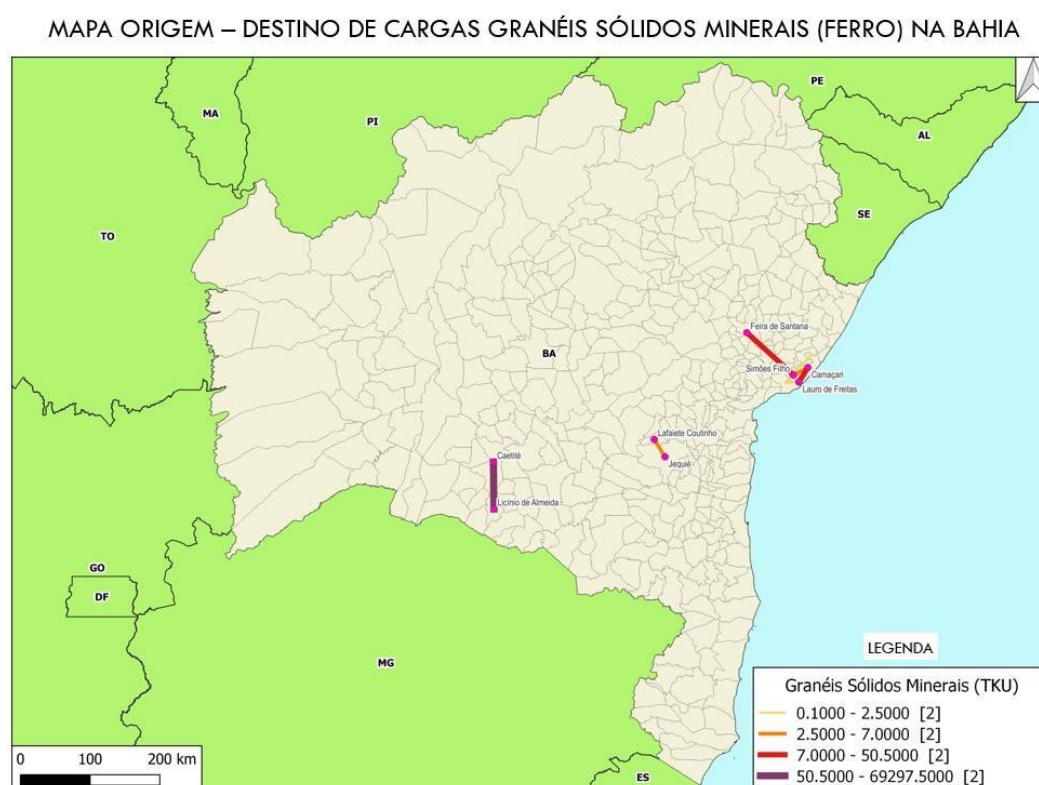 MAPA ORIGEM – DESTINO DE CARGAS GRANÉIS SÓLIDOS MINERAIS (FERRO) NA BAHIA
PE
MA
PI
AL
SE
TO
Feira de Santana
BA
Simões Filho
Camaçari
Lauro de Freitas
Lafaiete Coutinho
Caetité
Jequié
Licínio de Almeida
GO
DF
MG
LEGENDA
Granéis Sólidos Minerais (TKU)
0.1000 - 2.5000 [2]
2.5000 - 7.0000 [2]
7.0000 - 50.5000 [2]
50.5000 - 69297.5000 [2]
0 100 200 km
ES